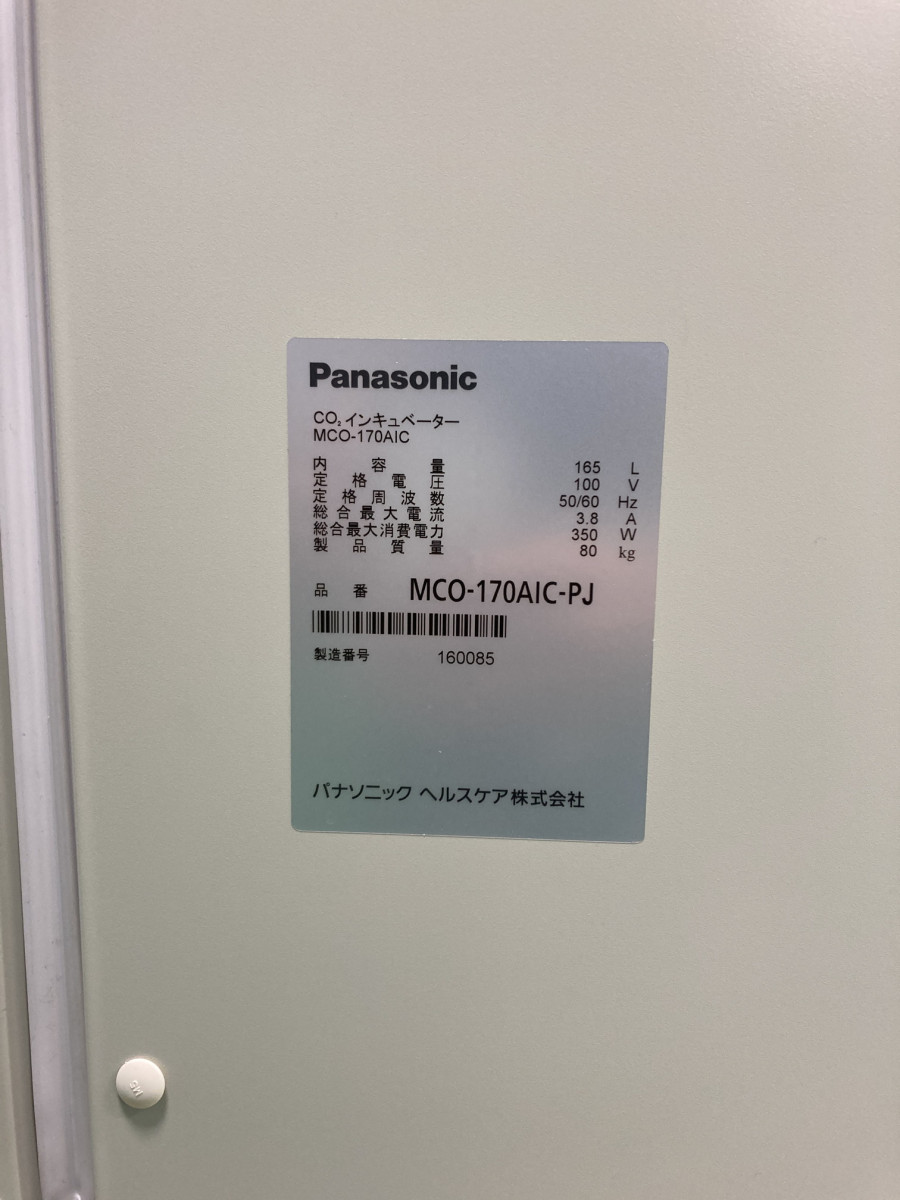 Panasonic
CO₂インキュベーター
MCO-170AIC
内容量 165 L
定格電圧 100 V
定格周波数 50/60 Hz
総合最大電流 3.8 A
総合最大消費電力 350 W
製品質量 80 kg
品番 MCO-170AIC-PJ
製造番号 160085
パナソニック ヘルスケア株式会社
M5